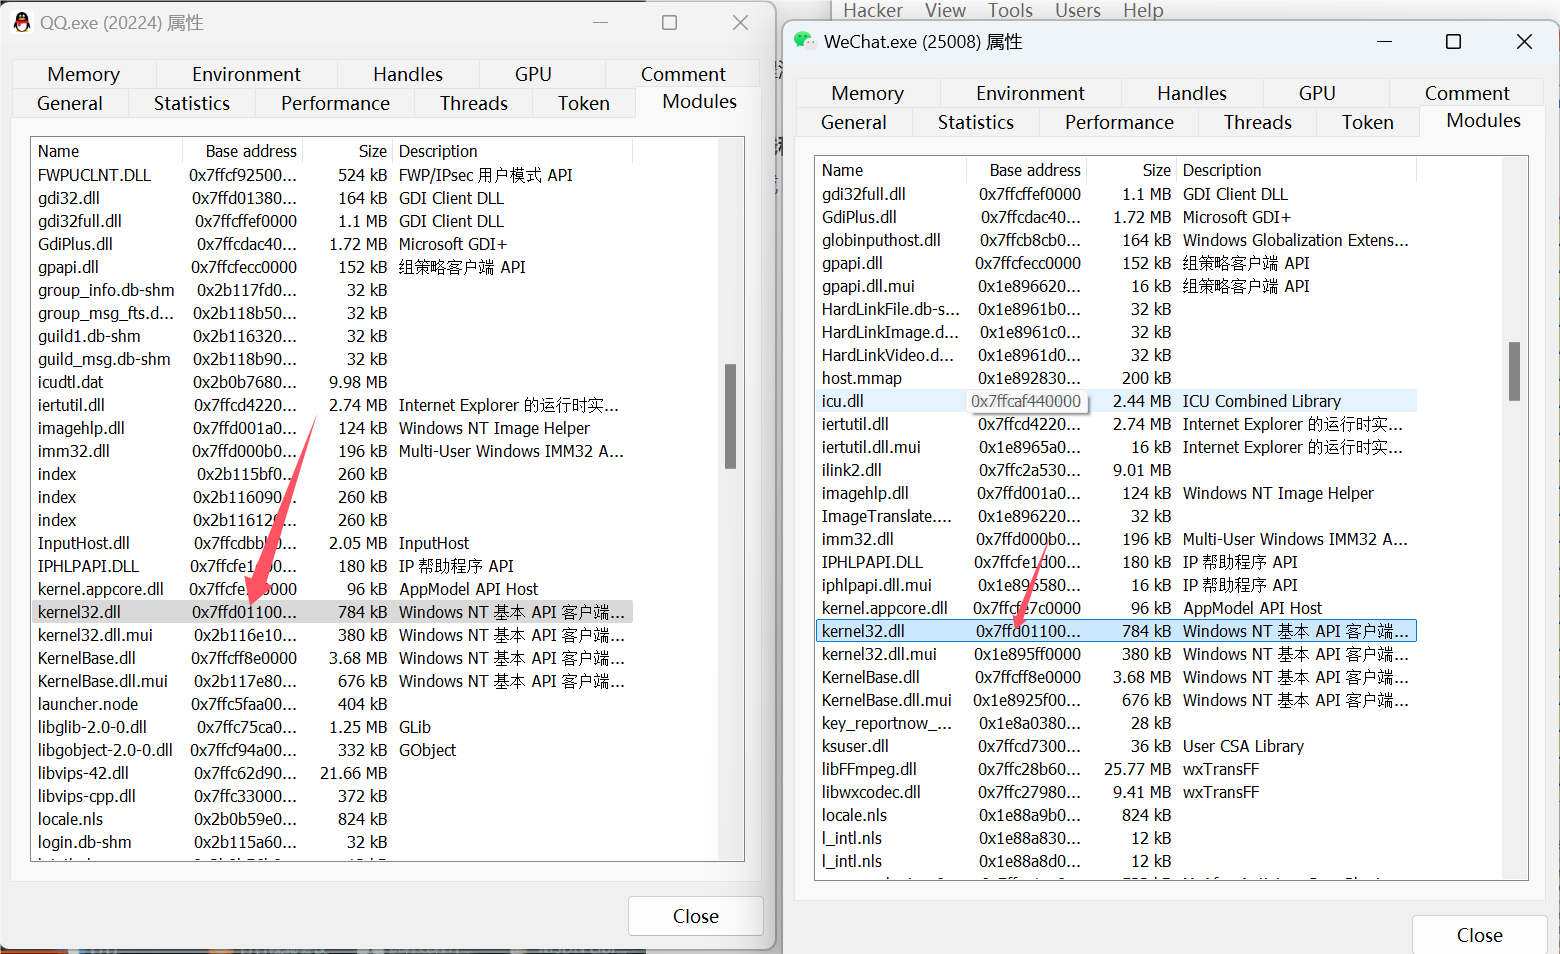 Hacker View Tools Users Help
QQ.exe (20224) 属性
Memory Environment Handles GPU Comment
General Statistics Performance Threads Token Modules
Name Base address Size Description
FWPUCLNT.DLL 0x7ffcf92500... 524 kB FWP/IPsec 用户模式 API
gdi32.dll 0x7ffd01380... 164 kB GDI Client DLL
gdi32full.dll 0x7ffcffef0000 1.1 MB GDI Client DLL
GdiPlus.dll 0x7ffcdac40... 1.72 MB Microsoft GDI+
gpapi.dll 0x7ffcfecc0000 152 kB 组策略客户端 API
group_info.db-shm 0x2b117fd0... 32 kB
group_msg_fts.d... 0x2b118b50... 32 kB
guild1.db-shm 0x2b116320... 32 kB
guild_msg.db-shm 0x2b118b90... 32 kB
icudtl.dat 0x2b0b7680... 9.98 MB
iertutil.dll 0x7ffcd4220... 2.74 MB Internet Explorer 的运行时实...
imagehlp.dll 0x7ffd001a0... 124 kB Windows NT Image Helper
imm32.dll 0x7ffd000b0... 196 kB Multi-User Windows IMM32 A...
index 0x2b115bf0... 260 kB
index 0x2b116090... 260 kB
index 260 kB
InputHost.dll 2.05 MB InputHost
IPHLPAPI.DLL 180 kB IP 帮助程序 API
kernel.appcore.dll 96 kB AppModel API Host
kernel32.dll 0x7ffd01100... 784 kB Windows NT 基本 API 客户端...
kernel32.dll.mui 0x2b116e10... 380 kB Windows NT 基本 API 客户端...
KernelBase.dll 0x7ffcff8e0000 3.68 MB Windows NT 基本 API 客户端...
KernelBase.dll.mui 0x2b117e80... 676 kB Windows NT 基本 API 客户端...
launcher.node 0x7ffc5faa00... 404 kB
libglib-2.0-0.dll 0x7ffc75ca0... 1.25 MB GLib
libgobject-2.0-0.dll 0x7ffcf94a00... 332 kB GObject
libvips-42.dll 0x7ffc62d90... 21.66 MB
libvips-cpp.dll 0x7ffc33000... 372 kB
locale.nls 0x2b0b59e0... 824 kB
login.db-shm 0x2b115a60... 32 kB
Close
WeChat.exe (25008) 属性
Memory Environment Handles GPU Comment
General Statistics Performance Threads Token Modules
Name Base address Size Description
gdi32full.dll 0x7ffcffef0000 1.1 MB GDI Client DLL
GdiPlus.dll 0x7ffcdac40... 1.72 MB Microsoft GDI+
globinputhost.dll 0x7ffcb8cb0... 164 kB Windows Globalization Extens...
gpapi.dll 0x7ffcfecc0000 152 kB 组策略客户端 API
gpapi.dll.mui 0x1e896620... 16 kB 组策略客户端 API
HardLinkFile.db-s... 0x1e8961b0... 32 kB
HardLinkImage.d... 0x1e8961c0... 32 kB
HardLinkVideo.d... 0x1e8961d0... 32 kB
host.mmap 0x1e892830... 200 kB
icu.dll 0x7ffcaf440000 2.44 MB ICU Combined Library
iertutil.dll 0x7ffcd4220... 2.74 MB Internet Explorer 的运行时实...
iertutil.dll.mui 0x1e8965a0... 16 kB Internet Explorer 的运行时实...
ilink2.dll 0x7ffc2a530... 9.01 MB
imagehlp.dll 0x7ffd001a0... 124 kB Windows NT Image Helper
ImageTranslate.... 0x1e896220... 32 kB
imm32.dll 0x7ffd000b0... 196 kB Multi-User Windows IMM32 A...
IPHLPAPI.DLL 0x7ffcfe1d00... 180 kB IP 帮助程序 API
iphlpapi.dll.mui 0x1e896580... 16 kB IP 帮助程序 API
kernel.appcore.dll 0x7ffcfe7c0000 96 kB AppModel API Host
kernel32.dll 0x7ffd01100... 784 kB Windows NT 基本 API 客户端...
kernel32.dll.mui 0x1e895ff0000 380 kB Windows NT 基本 API 客户端...
KernelBase.dll 0x7ffcff8e0000 3.68 MB Windows NT 基本 API 客户端...
KernelBase.dll.mui 0x1e8925f0000 676 kB Windows NT 基本 API 客户端...
key_reportnow_... 0x1e8a0380... 28 kB
ksuser.dll 0x7ffcd7300... 36 kB User CSA Library
libFFmpeg.dll 0x7ffc28b60... 25.77 MB wxTransFF
libwxcodec.dll 0x7ffc27980... 9.41 MB wxTransFF
locale.nls 0x1e88a9b0... 824 kB
l_intl.nls 0x1e88a830... 12 kB
l_intl.nls 0x1e88a8d0... 12 kB
Close